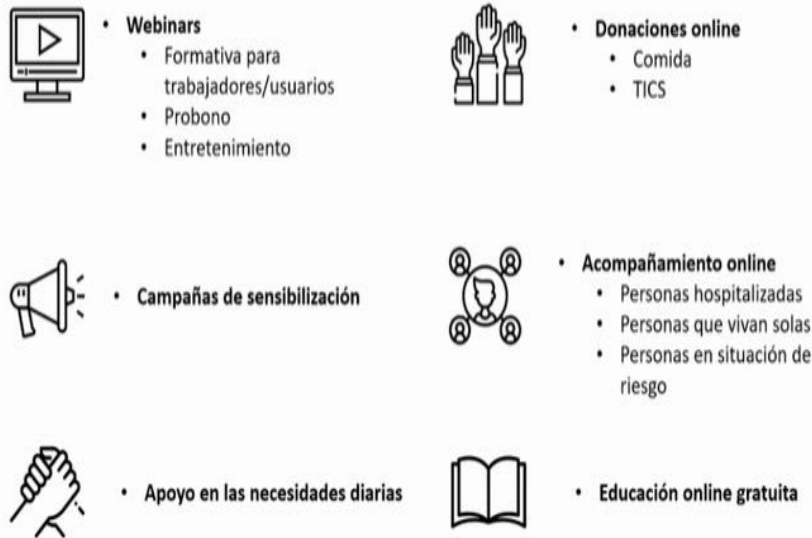 • Webinars
• Formativa para
trabajadores/usuarios
• Probono
• Entretenimiento
• Donaciones online
• Comida
• TICS
• Campañas de sensibilización
• Acompañamiento online
• Personas hospitalizadas
• Personas que vivan solas
• Personas en situación de
riesgo
• Apoyo en las necesidades diarias
• Educación online gratuita